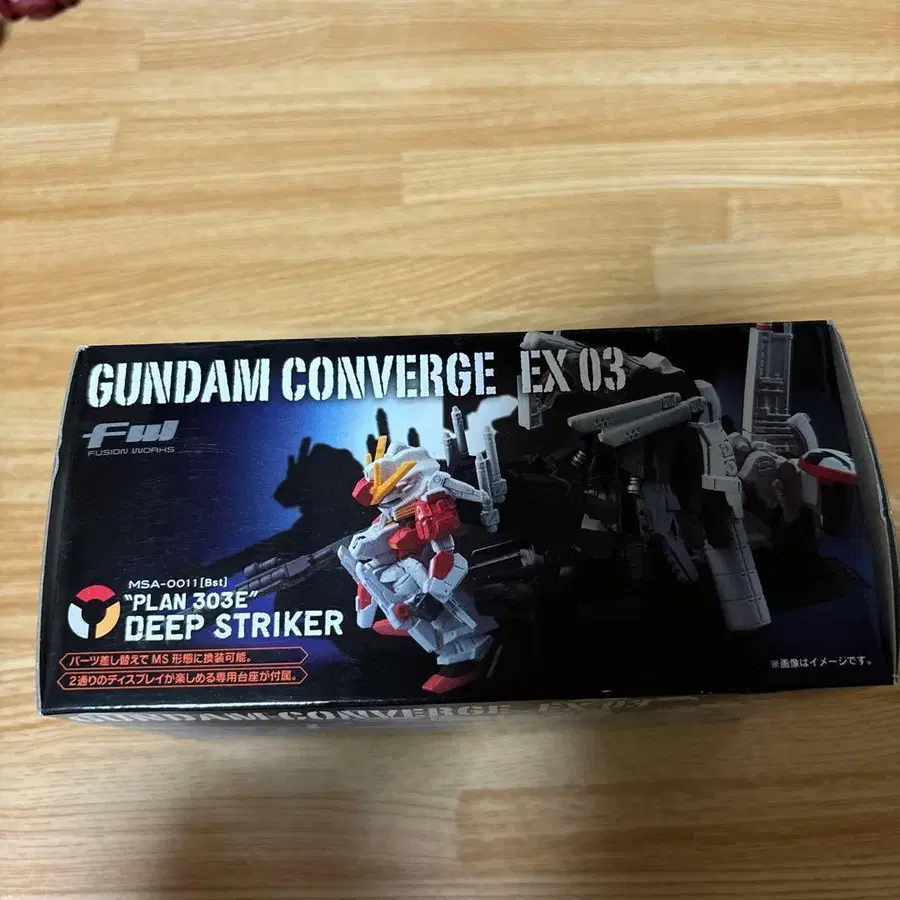 GUNDAM CONVERGE EX 03
FW
FUSION WORKS
MSA-0011[Bst]
"PLAN 303E"
DEEP STRIKER
パーツ差し替えでMS形態に換装可能。
2通りのディスプレイが楽しめる専用台座が付属。
※画像はイメージです。
GUNDAM CONVERGE EX 03